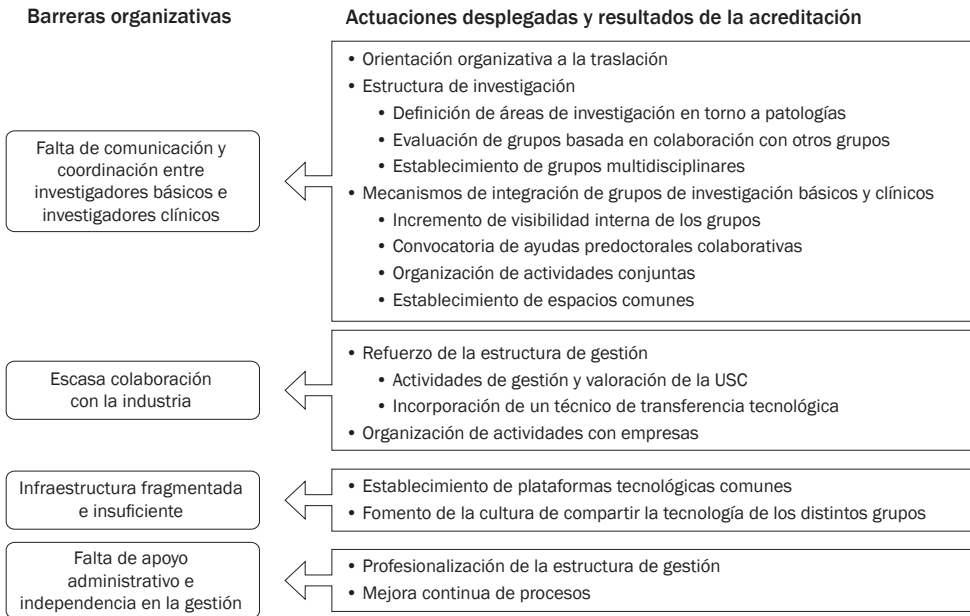 Barreras organizativas
Actuaciones desplegadas y resultados de la acreditación
Falta de comunicación y
coordinación entre
investigadores básicos e
investigadores clínicos
• Orientación organizativa a la traslación
• Estructura de investigación
• Definición de áreas de investigación en torno a patologías
• Evaluación de grupos basada en colaboración con otros grupos
• Establecimiento de grupos multidisciplinares
• Mecanismos de integración de grupos de investigación básicos y clínicos
• Incremento de visibilidad interna de los grupos
• Convocatoria de ayudas predoctorales colaborativas
• Organización de actividades conjuntas
• Establecimiento de espacios comunes
Escasa colaboración
con la industria
• Refuerzo de la estructura de gestión
• Actividades de gestión y valoración de la USC
• Incorporación de un técnico de transferencia tecnológica
• Organización de actividades con empresas
Infraestructura fragmentada
e insuficiente
• Establecimiento de plataformas tecnológicas comunes
• Fomento de la cultura de compartir la tecnología de los distintos grupos
Falta de apoyo
administrativo e
independencia en la gestión
• Profesionalización de la estructura de gestión
• Mejora continua de procesos